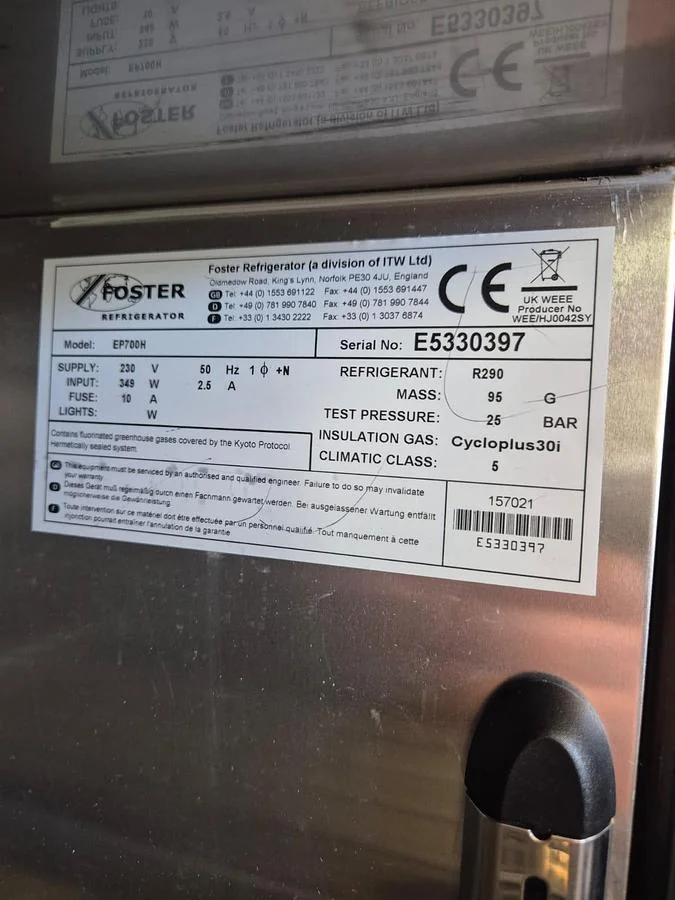 FOSTER
REFRIGERATOR
Foster Refrigerator (a division of ITW Ltd)
Oldmedow Road, King's Lynn, Norfolk PE30 4JU, England
GB Tel: +44 (0) 1553 691122 Fax +44 (0) 1553 691447
D Tel: +49 (0) 781 990 7840 Fax +49 (0) 781 990 7844
F Tel: +33 (0) 1 3430 2222 Fax: +33 (0) 1 3037 6874
CE
UK WEEE
Producer No
WEE/HJ0042SY
Model: EP700H
Serial No: E5330397
SUPPLY: 230 V 50 Hz 1 ϕ +N
INPUT: 349 W 2.5 A
FUSE: 10 A
LIGHTS: W
REFRIGERANT: R290
MASS: 95 G
TEST PRESSURE: 25 BAR
INSULATION GAS: Cycloplus30i
CLIMATIC CLASS: 5
Contains fluorinated greenhouse gases covered by the Kyoto Protocol
Hermetically sealed system.
GB This equipment must be serviced by an authorised and qualified engineer. Failure to do so may invalidate
your warranty
D Dieses Gerät muß regelmäßig durch einen Fachmann gewartet werden. Bei ausgelassener Wartung entfällt
möglicherweise die Gewährleistung.
F Toute intervention sur ce matériel doit être effectuée par un personnel qualifié. Tout manquement à cette
injonction pourrait entraîner l'annulation de la garantie
157021
E5330397